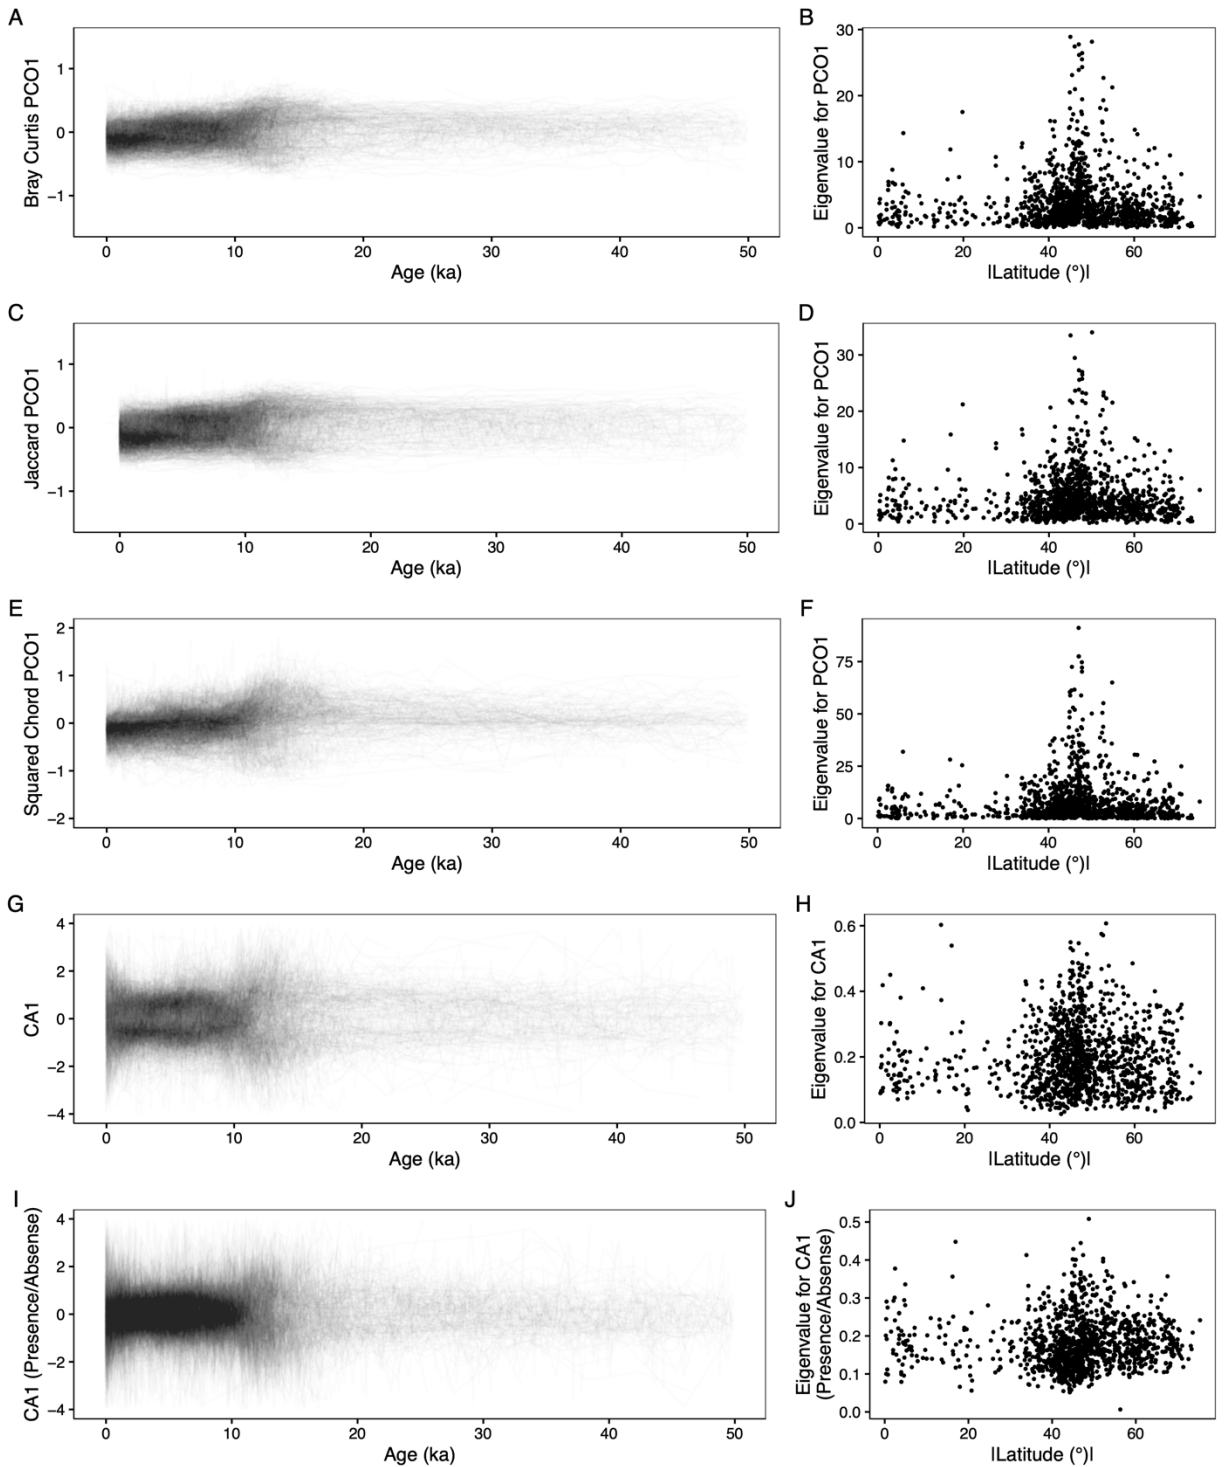 A
Bray Curtis PCO1
1
0
−1
0 10 20 30 40 50
Age (ka)
B
Eigenvalue for PCO1
30
20
10
0
0 20 40 60
|Latitude (°)|
C
Jaccard PCO1
1
0
−1
0 10 20 30 40 50
Age (ka)
D
Eigenvalue for PCO1
30
20
10
0
0 20 40 60
|Latitude (°)|
E
Squared Chord PCO1
2
1
0
−1
−2
0 10 20 30 40 50
Age (ka)
F
Eigenvalue for PCO1
75
50
25
0
0 20 40 60
|Latitude (°)|
G
CA1
4
2
0
−2
−4
0 10 20 30 40 50
Age (ka)
H
Eigenvalue for CA1
0.6
0.4
0.2
0.0
0 20 40 60
|Latitude (°)|
I
CA1 (Presence/Absense)
4
2
0
−2
−4
0 10 20 30 40 50
Age (ka)
J
Eigenvalue for CA1
(Presence/Absense)
0.5
0.4
0.3
0.2
0.1
0.0
0 20 40 60
|Latitude (°)|